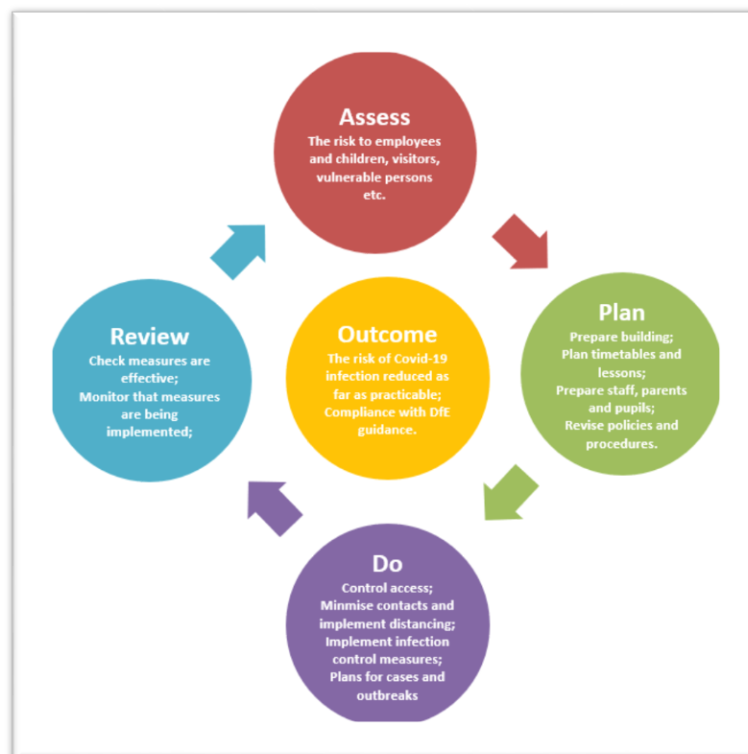 Assess
The risk to employees
and children, visitors,
vulnerable persons
etc.
Plan
Prepare building;
Plan timetables and
lessons;
Prepare staff, parents
and pupils;
Revise policies and
procedures.
Do
Control access;
Minmise contacts and
implement distancing;
Implement infection
control measures;
Plans for cases and
outbreaks
Review
Check measures are
effective;
Monitor that measures
are being
implemented;
Outcome
The risk of Covid-19
infection reduced as
far as practicable;
Compliance with DfE
guidance.